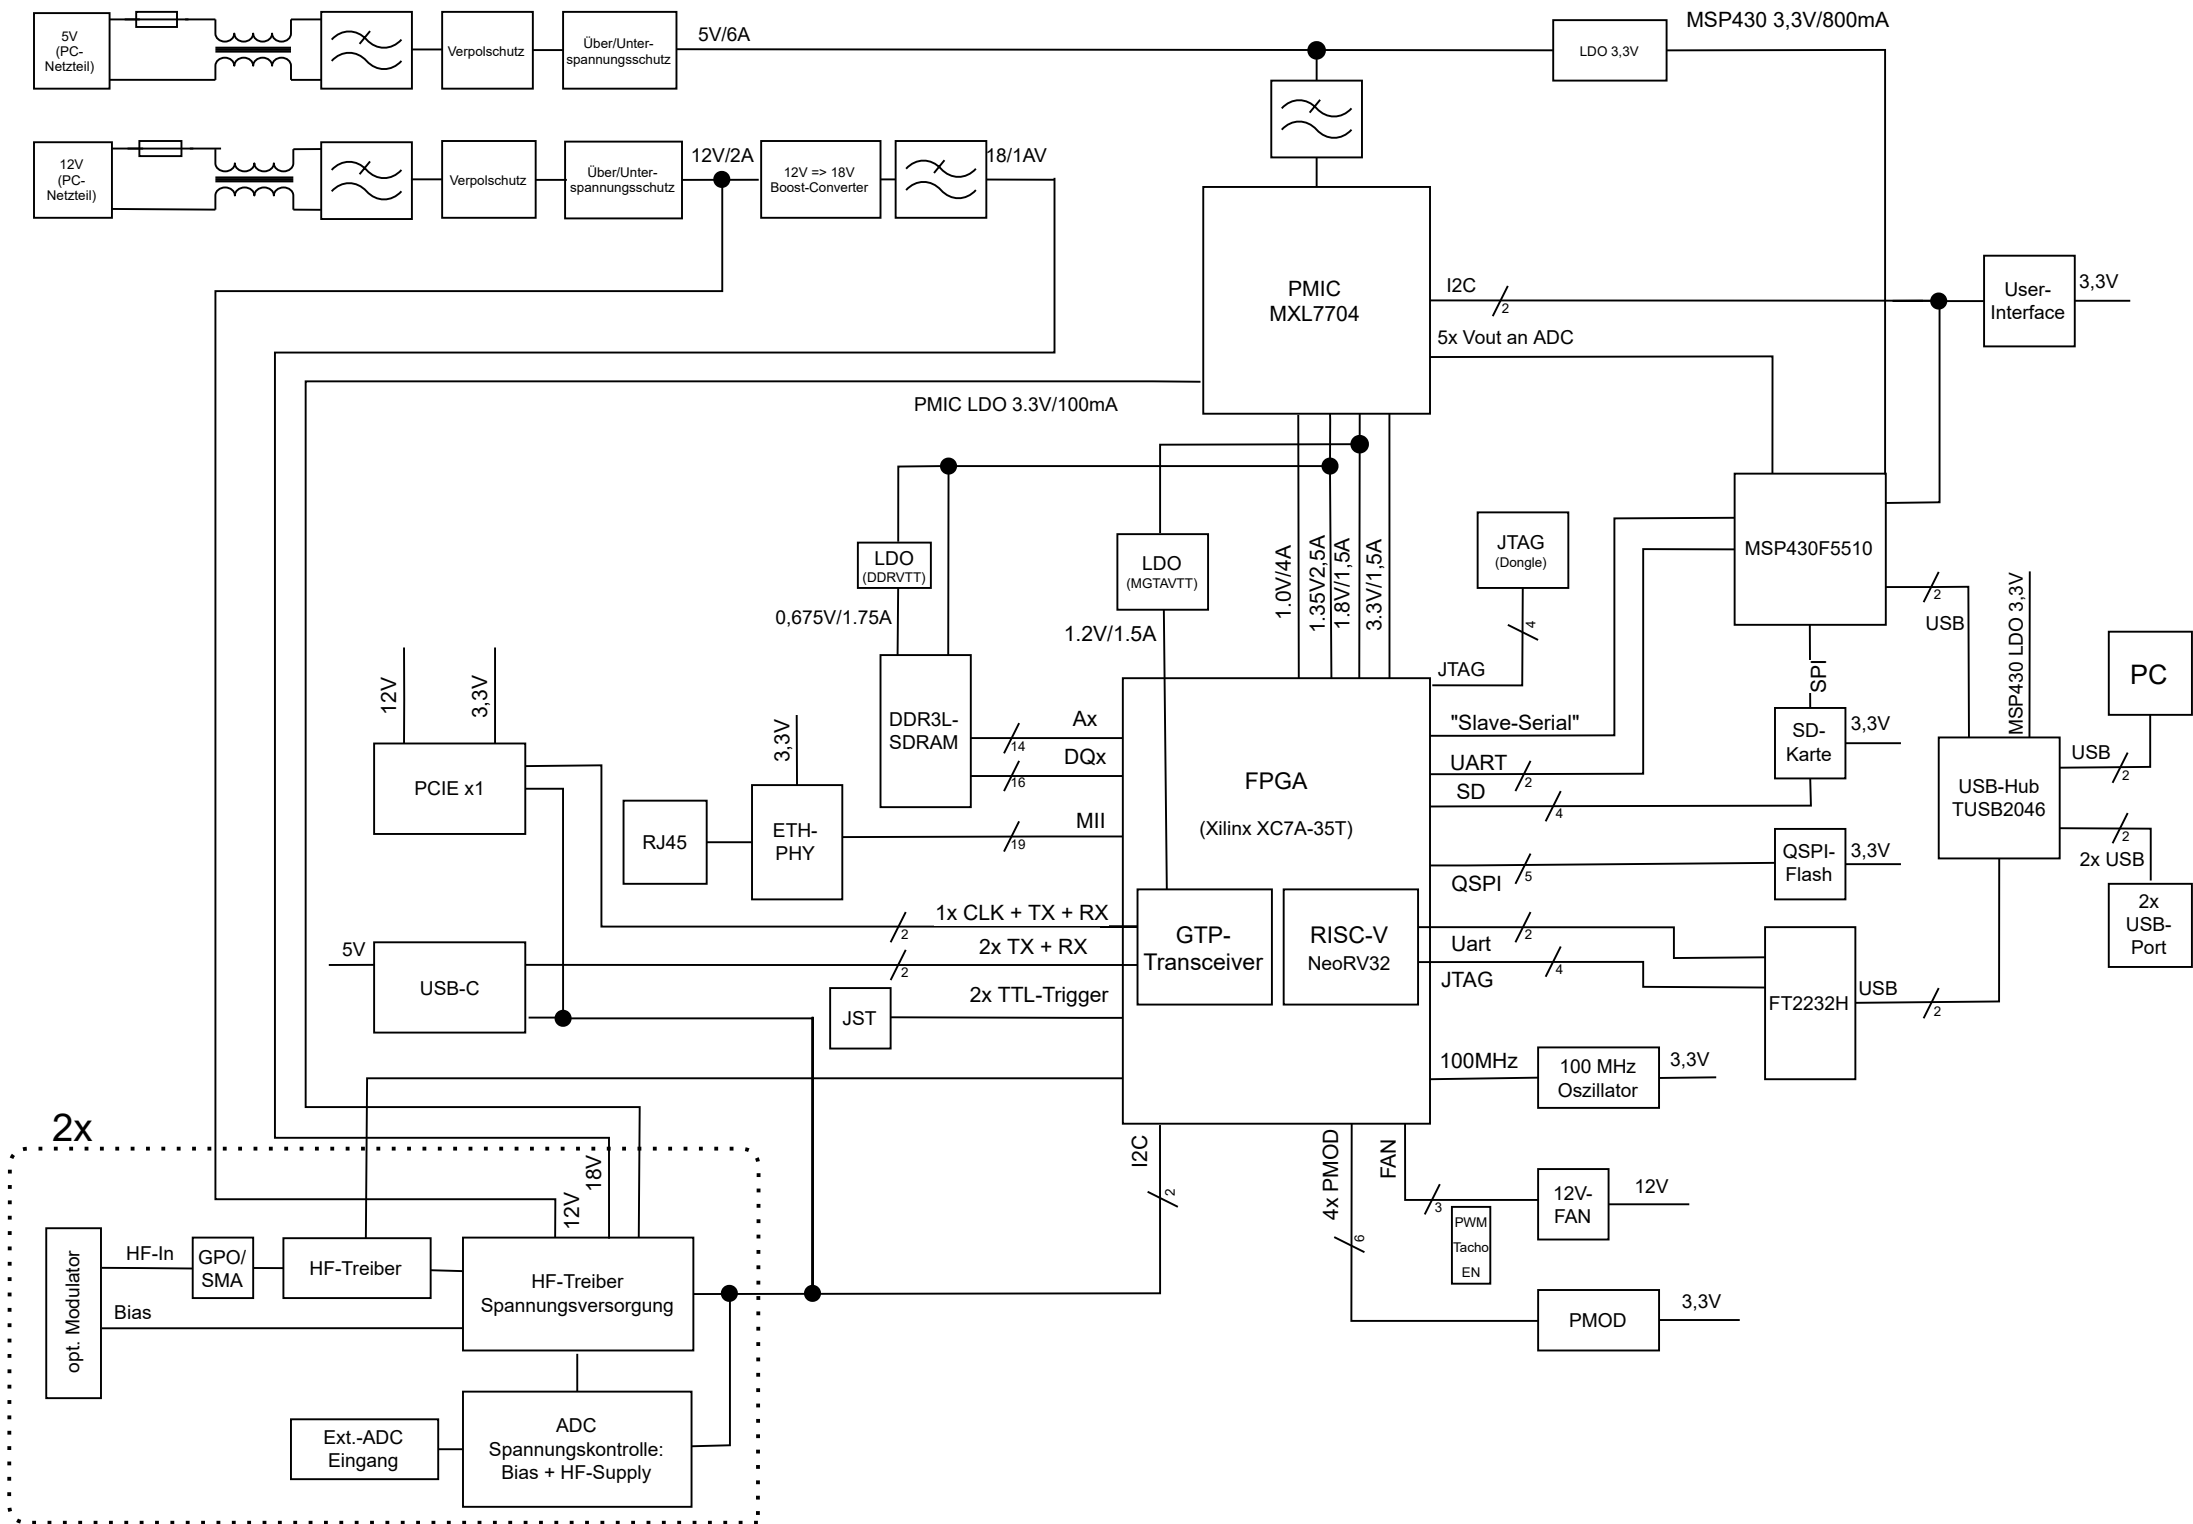 MSP430 3,3V/800mA
5V
(PC-
Netzteil)
Verpolschutz
Über/Unter-
spannungsschutz
5V/6A
LDO 3,3V
12V
(PC-
Netzteil)
Verpolschutz
Über/Unter-
spannungsschutz
12V/2A
12V => 18V
Boost-Converter
18/1AV
PMIC
MXL7704
I2C
2
5x Vout an ADC
User-
Interface
3,3V
PMIC LDO 3.3V/100mA
LDO
(DDRVTT)
0,675V/1.75A
LDO
(MGTAVTT)
1.2V/1.5A
1.0V/4A
1.35V2,5A
1.8V/1,5A
3.3V/1,5A
JTAG
(Dongle)
4
JTAG
MSP430F5510
2
USB
MSP430 LDO 3,3V
SPI
PC
12V
3,3V
PCIE x1
3,3V
RJ45
ETH-
PHY
DDR3L-
SDRAM
Ax
14
DQx
16
MII
19
FPGA
(Xilinx XC7A-35T)
"Slave-Serial"
UART
2
SD
4
SD-
Karte
3,3V
USB-Hub
TUSB2046
USB
2
2
2x USB
2x
USB-
Port
QSPI
5
QSPI-
Flash
3,3V
1x CLK + TX + RX
2
2x TX + RX
2
5V
USB-C
GTP-
Transceiver
RISC-V
NeoRV32
Uart
2
JTAG
4
FT2232H
USB
2
JST
2x TTL-Trigger
100MHz
100 MHz
Oszillator
3,3V
I2C
2
4x PMOD
6
FAN
3
PWM
Tacho
EN
12V-
FAN
12V
PMOD
3,3V
2x
12V
18V
opt. Modulator
HF-In
GPO/
SMA
HF-Treiber
Bias
HF-Treiber
Spannungsversorgung
Ext.-ADC
Eingang
ADC
Spannungskontrolle:
Bias + HF-Supply